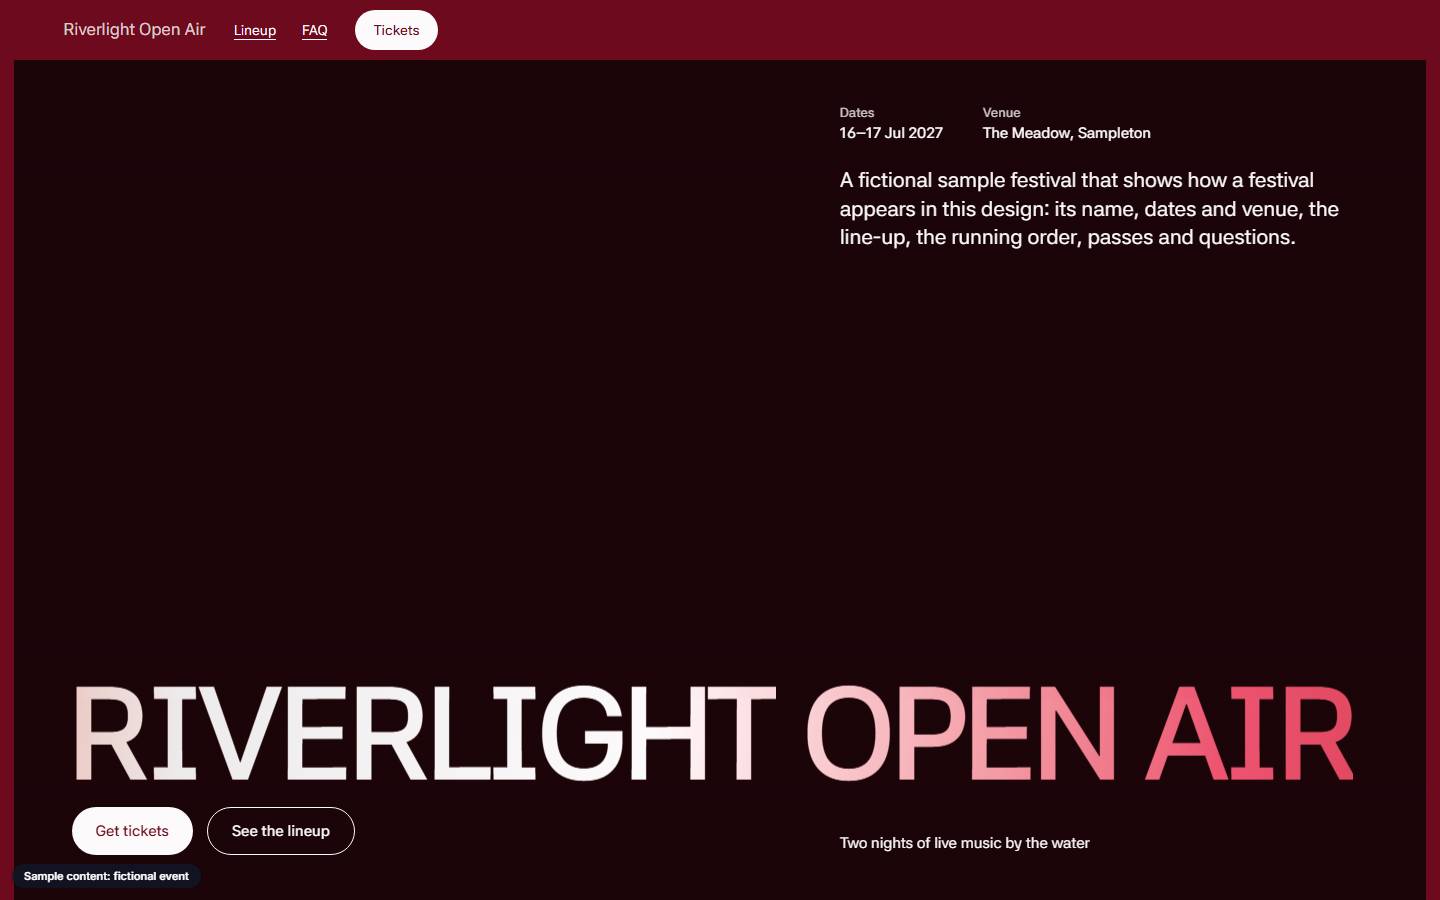 Riverlight Open Air
Lineup
FAQ
Tickets
Dates
16–17 Jul 2027
Venue
The Meadow, Sampleton
A fictional sample festival that shows how a festival
appears in this design: its name, dates and venue, the
line-up, the running order, passes and questions.
RIVERLIGHT OPEN AIR
Get tickets
See the lineup
Two nights of live music by the water
Sample content: fictional event